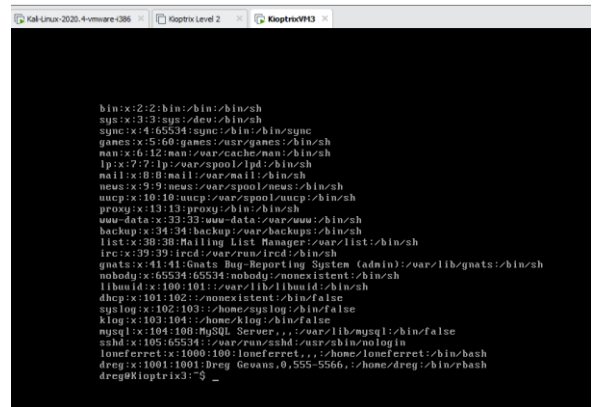 Kali-Linux-2020.4-vmware-i386
Kioptrix Level 2
KioptrixVM3
bin:x:2:2:bin:/bin:/bin/sh
sys:x:3:3:sys:/dev:/bin/sh
sync:x:4:65534:sync:/bin:/bin/sync
games:x:5:60:games:/usr/games:/bin/sh
man:x:6:12:man:/var/cache/man:/bin/sh
lp:x:7:7:lp:/var/spool/lpd:/bin/sh
mail:x:8:8:mail:/var/mail:/bin/sh
news:x:9:9:news:/var/spool/news:/bin/sh
uucp:x:10:10:uucp:/var/spool/uucp:/bin/sh
proxy:x:13:13:proxy:/bin:/bin/sh
www-data:x:33:33:www-data:/var/www:/bin/sh
backup:x:34:34:backup:/var/backups:/bin/sh
list:x:38:38:Mailing List Manager:/var/list:/bin/sh
irc:x:39:39:ircd:/var/run/ircd:/bin/sh
gnats:x:41:41:Gnats Bug-Reporting System (admin):/var/lib/gnats:/bin/sh
nobody:x:65534:65534:nobody:/nonexistent:/bin/sh
libuuid:x:100:101::/var/lib/libuuid:/bin/sh
dhcp:x:101:102::/nonexistent:/bin/false
syslog:x:102:103::/home/syslog:/bin/false
klog:x:103:104::/home/klog:/bin/false
mysql:x:104:108:MySQL Server,,,:/var/lib/mysql:/bin/false
sshd:x:105:65534::/var/run/sshd:/usr/sbin/nologin
loneferret:x:1000:100:loneferret,,,:/home/loneferret:/bin/bash
dreg:x:1001:1001:Dreg Gevans,0,555-5566,:/home/dreg:/bin/rbash
dreg@Kioptrix3:~$ _